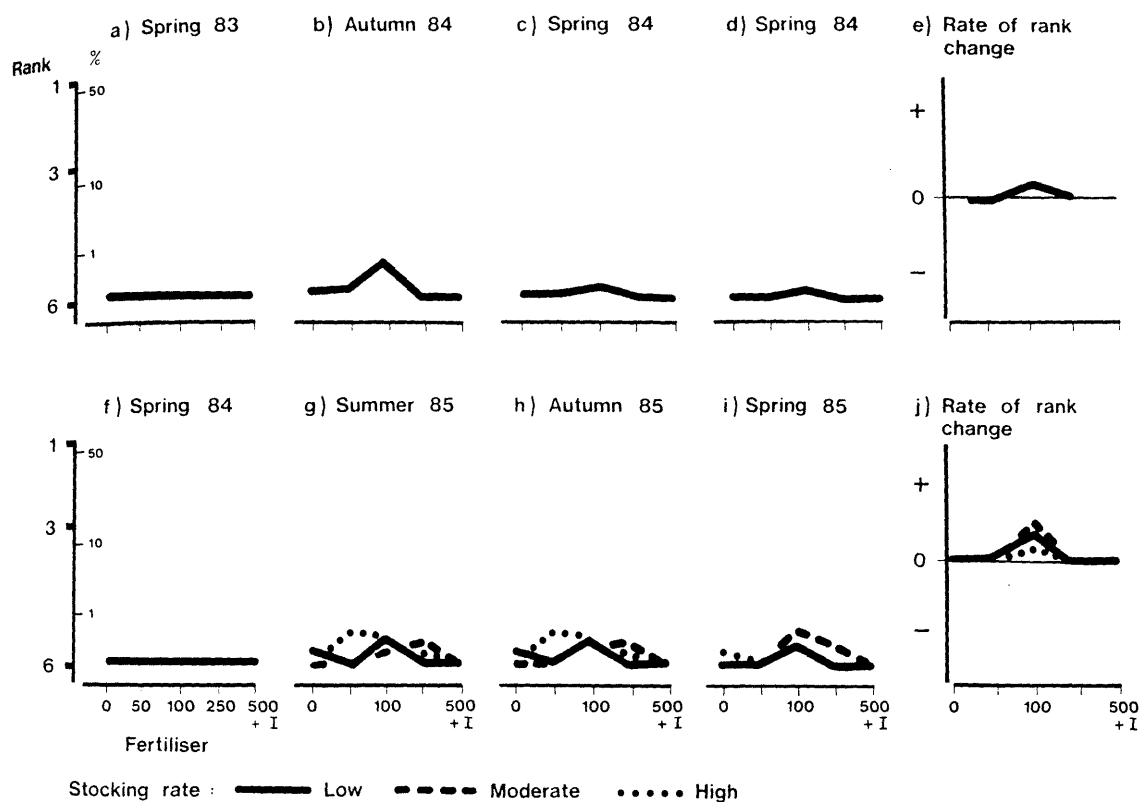 a) Spring 83
b) Autumn 84
c) Spring 84
d) Spring 84
e) Rate of rank
change
Rank
%
1
50
3
10
1
6
+
0
−
f) Spring 84
g) Summer 85
h) Autumn 85
i) Spring 85
j) Rate of rank
change
1
50
3
10
1
6
+
0
−
0 50 100 250 500
+ I
0 100 500
+ I
0 100 500
+ I
0 100 500
+ I
0 100 500
+ I
Fertiliser
Stocking rate : Low Moderate High